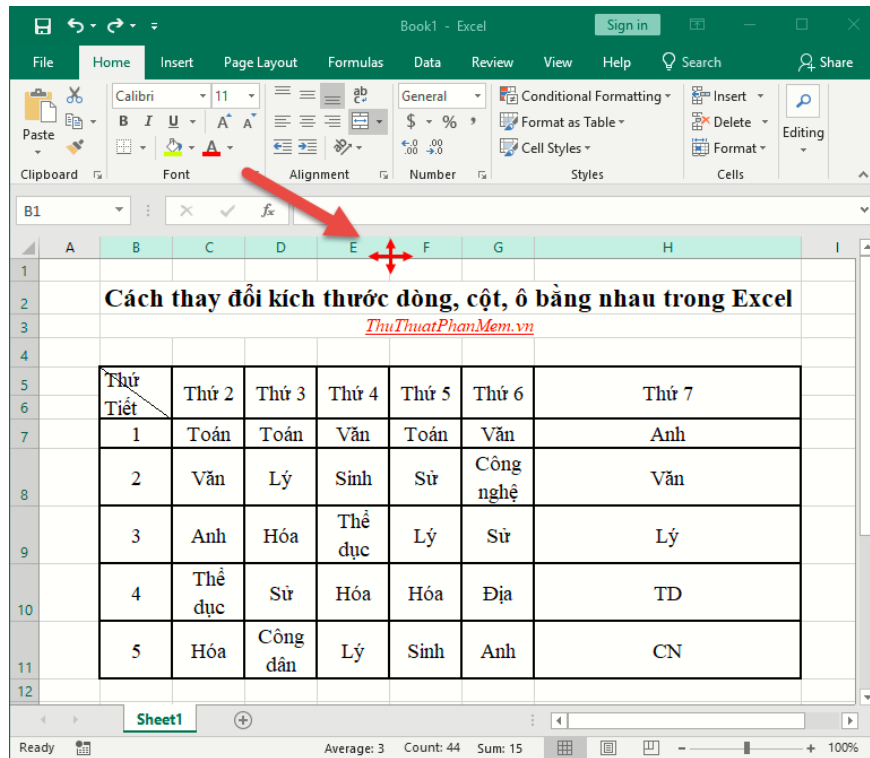 Book1 - Excel Sign in
File Home Insert Page Layout Formulas Data Review View Help Search Share
Paste
Calibri 11
B I U A A A
ab
General
$ % ,
.00 .0
Conditional Formatting
Format as Table
Cell Styles
Insert
Delete
Format
Editing
Clipboard Font Alignment Number Styles Cells
B1 fx
A B C D E F G H I
1
2 Cách thay đổi kích thước dòng, cột, ô bằng nhau trong Excel
3 ThuThuatPhanMem.vn
4
5 Thứ
6 Tiết
Thứ 2 Thứ 3 Thứ 4 Thứ 5 Thứ 6 Thứ 7
7 1 Toán Toán Văn Toán Văn Anh
8 2 Văn Lý Sinh Sử Công nghệ Văn
9 3 Anh Hóa Thể dục Lý Sử Lý
10 4 Thể dục Sử Hóa Hóa Địa TD
11 5 Hóa Công dân Lý Sinh Anh CN
12
Sheet1
Ready Average: 3 Count: 44 Sum: 15 - + 100%